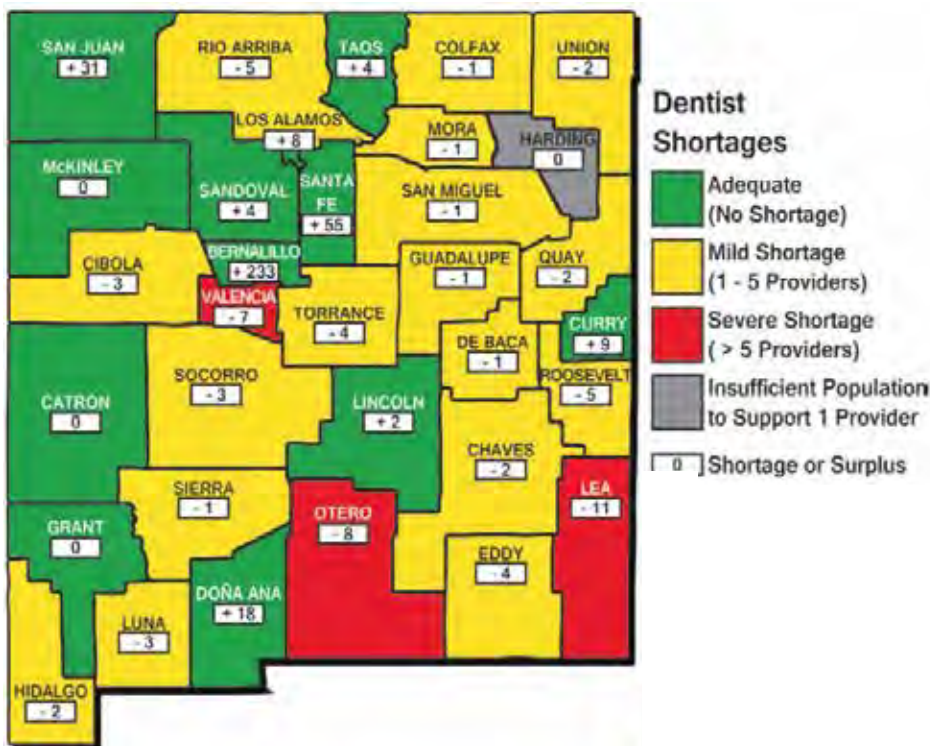 SAN JUAN
+ 31
RIO ARRIBA
- 5
TAOS
+ 4
COLFAX
- 1
UNION
- 2
LOS ALAMOS
+ 8
MORA
- 1
HARDING
0
McKINLEY
0
SANDOVAL
+ 4
SANTA
FE
+ 55
SAN MIGUEL
- 1
BERNALILLO
+ 233
CIBOLA
- 3
VALENCIA
- 7
TORRANCE
- 4
GUADALUPE
- 1
QUAY
- 2
CURRY
+ 9
DE BACA
- 1
ROOSEVELT
- 5
CATRON
0
SOCORRO
- 3
LINCOLN
+ 2
CHAVES
- 2
SIERRA
- 1
OTERO
- 8
LEA
- 11
GRANT
0
EDDY
- 4
DOÑA ANA
+ 18
LUNA
- 3
HIDALGO
- 2
Dentist
Shortages
Adequate
(No Shortage)
Mild Shortage
(1 - 5 Providers)
Severe Shortage
( > 5 Providers)
Insufficient Population
to Support 1 Provider
0 Shortage or Surplus